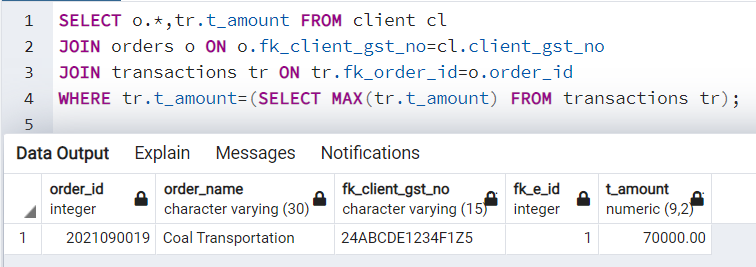 1 SELECT o.*,tr.t_amount FROM client cl
2 JOIN orders o ON o.fk_client_gst_no=cl.client_gst_no
3 JOIN transactions tr ON tr.fk_order_id=o.order_id
4 WHERE tr.t_amount=(SELECT MAX(tr.t_amount) FROM transactions tr);
5
Data Output Explain Messages Notifications
order_id order_name fk_client_gst_no fk_e_id t_amount
integer character varying (30) character varying (15) integer numeric (9,2)
1 2021090019 Coal Transportation 24ABCDE1234F1Z5 1 70000.00